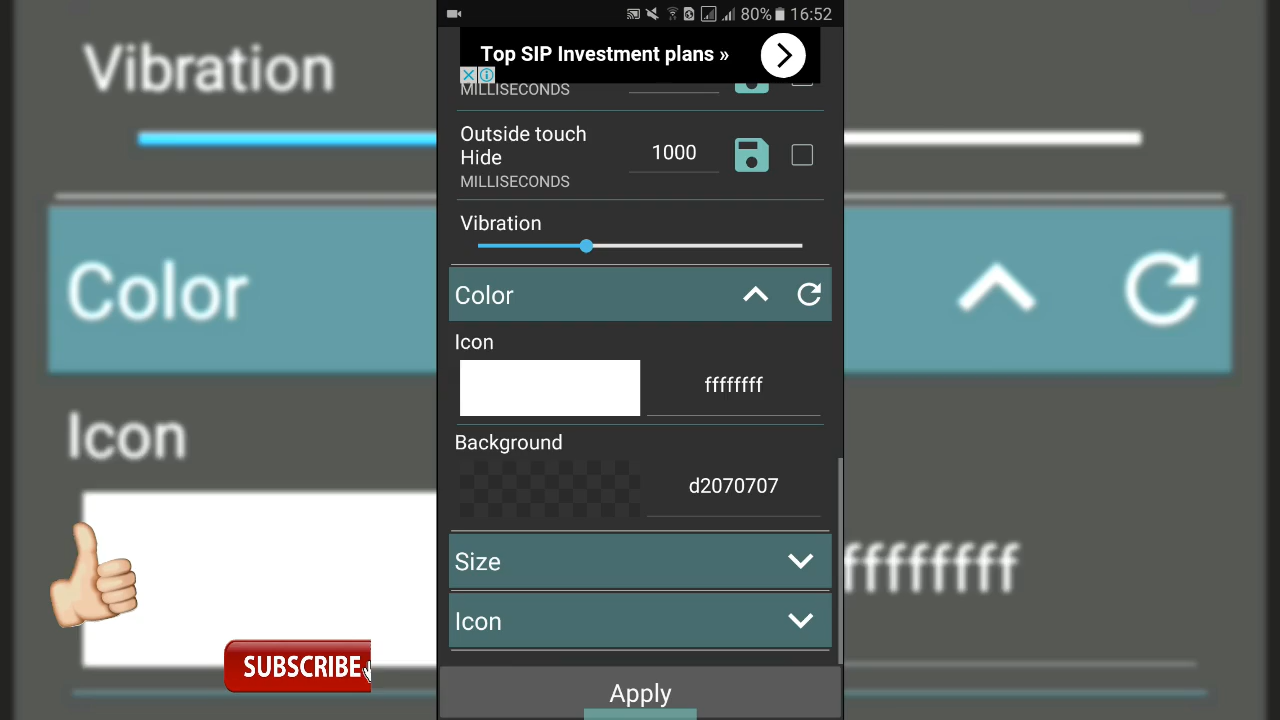 80% 16:52
Top SIP Investment plans »
MILLISECONDS
Outside touch
Hide
1000
MILLISECONDS
Vibration
Color
Icon
ffffffff
Background
d2070707
Size
Icon
Apply
Vibration
Color
Icon
ffffffff
SUBSCRIBE